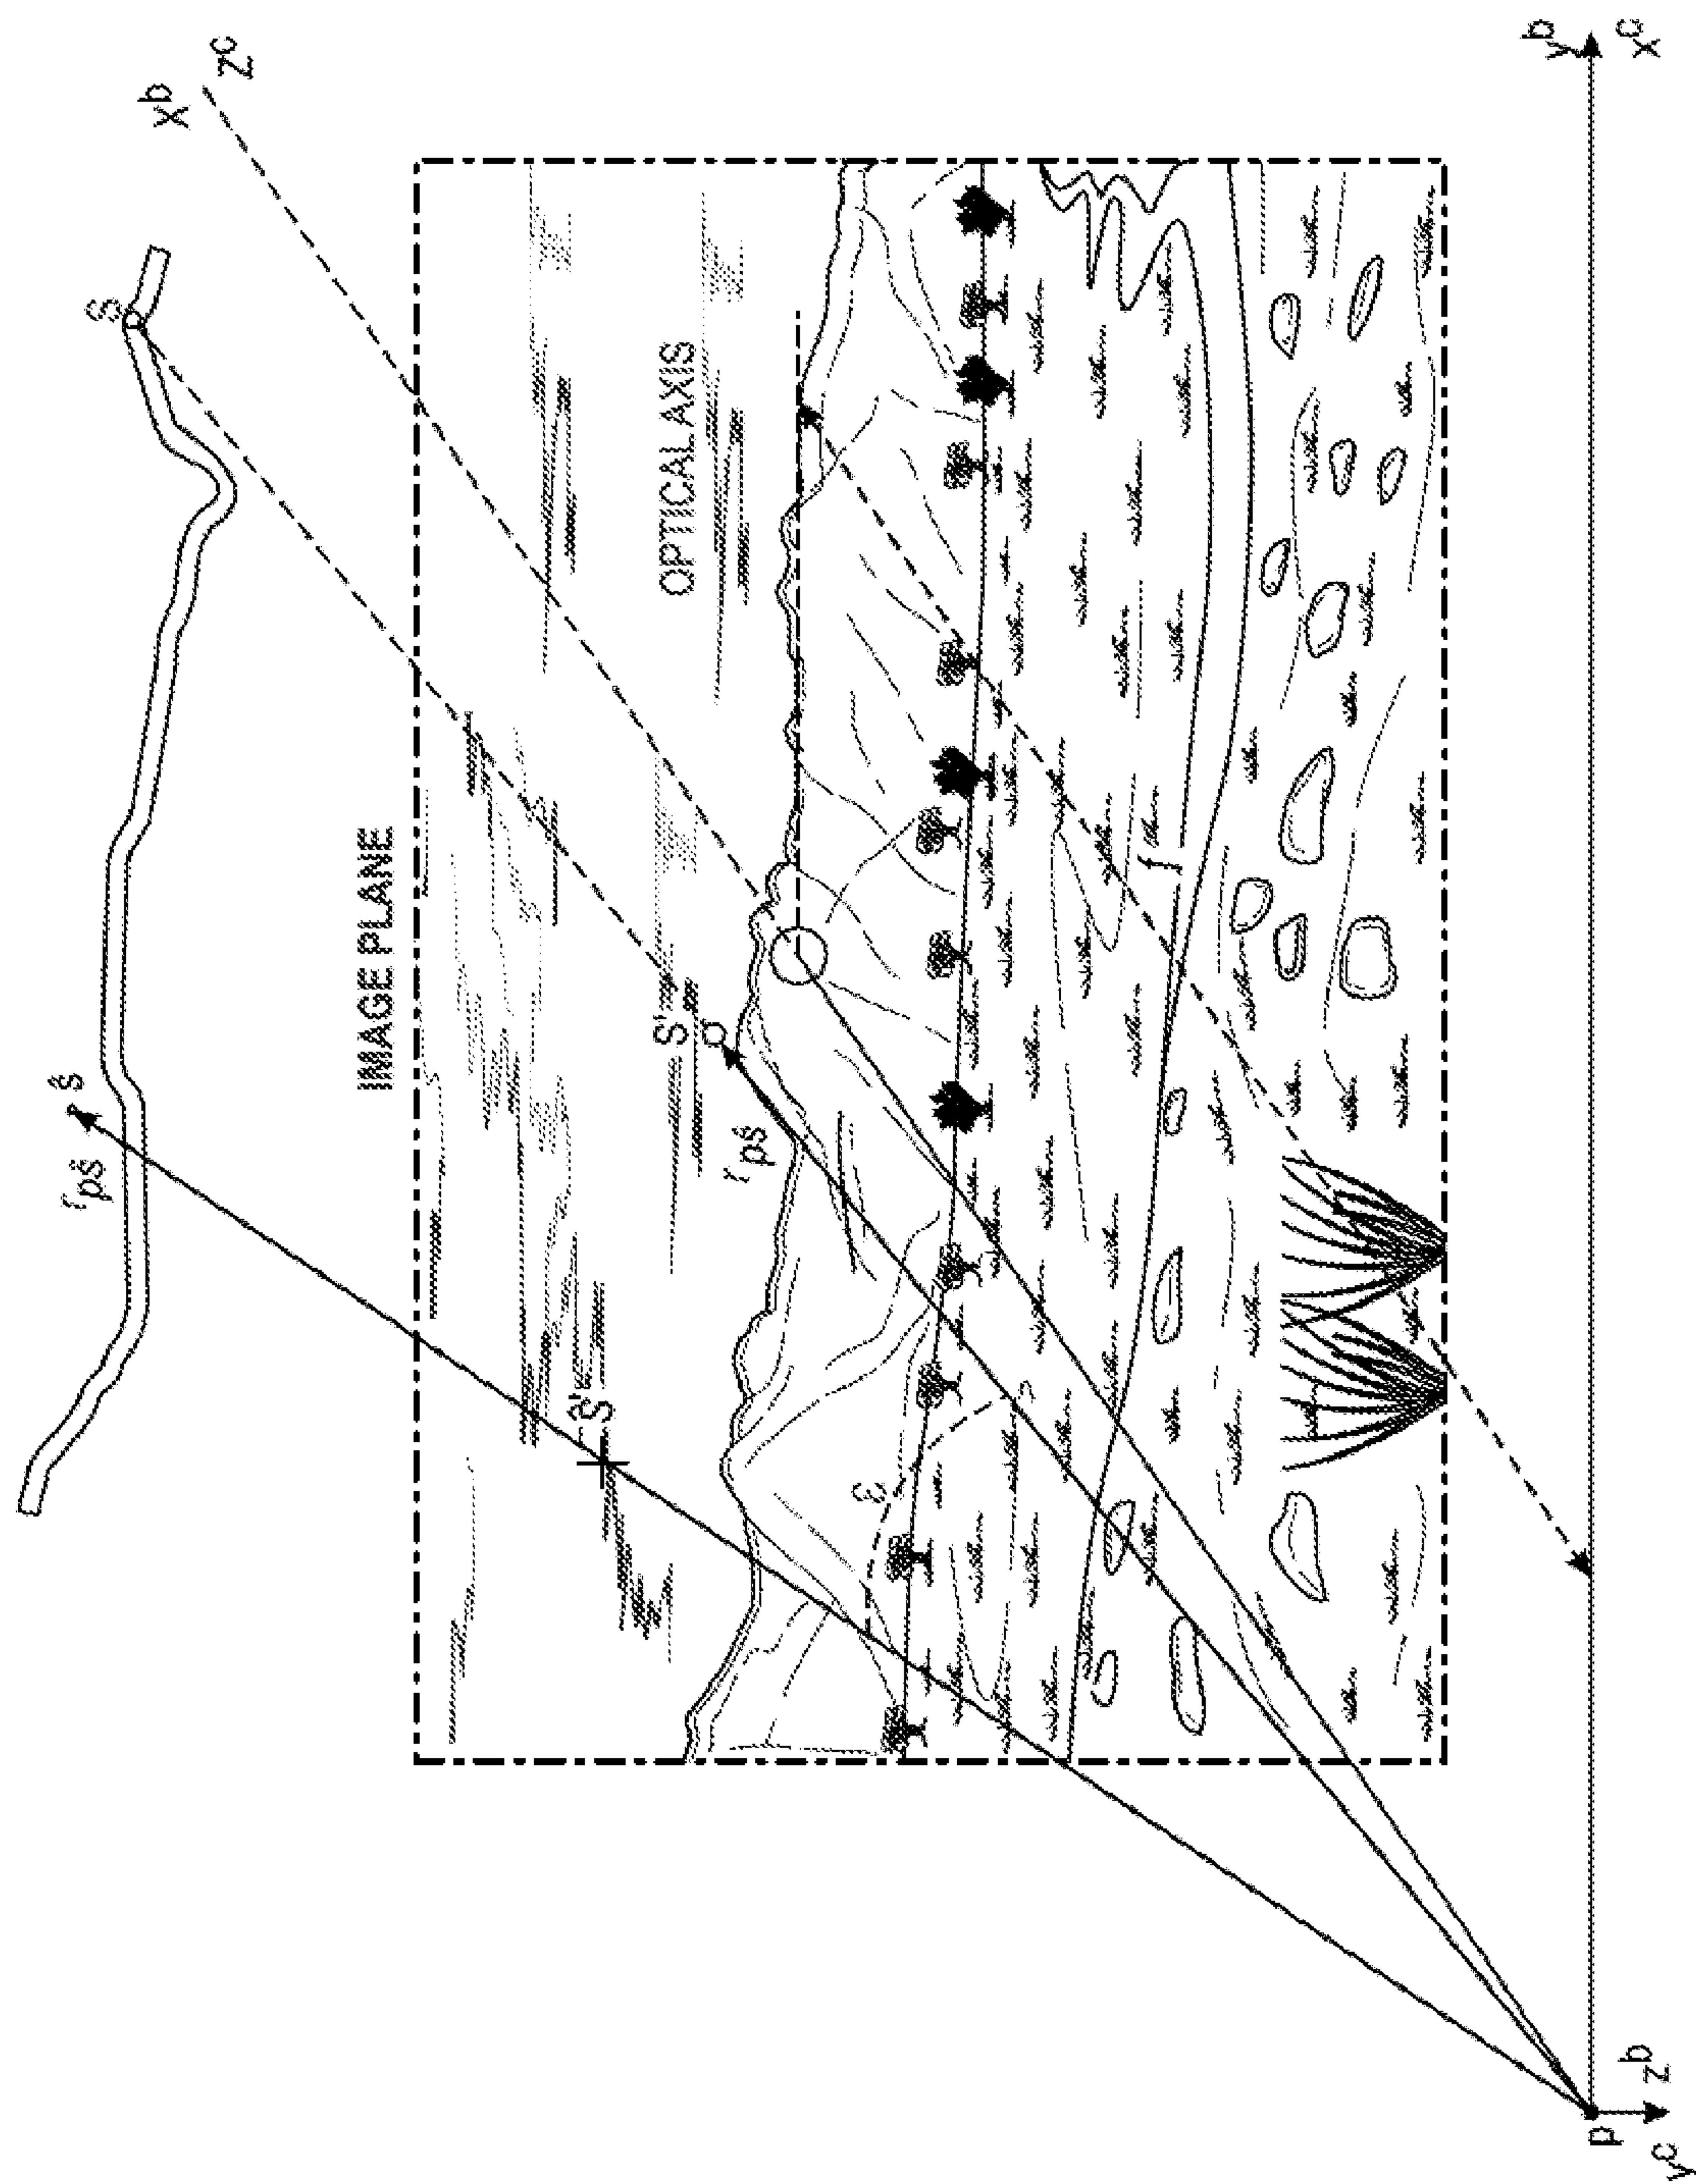 S
x^b
z^c
ŝ
r_pŝ
IMAGE PLANE
OPTICAL AXIS
S'
r_pŝ
Ŝ'
ε
f
y^b
x^c
P
z^b
y^c